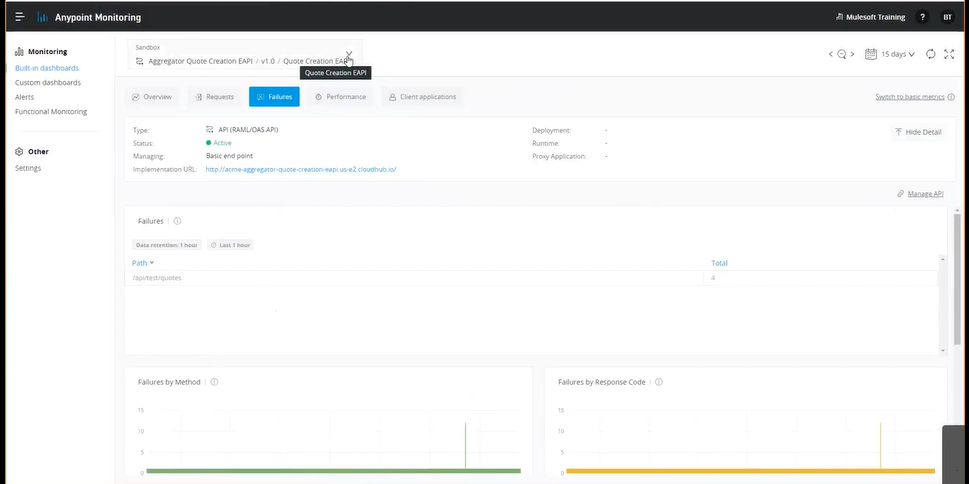 Anypoint Monitoring
Mulesoft Training ? BT
Monitoring
Built-in dashboards
Custom dashboards
Alerts
Functional Monitoring
Other
Settings
Sandbox
Aggregator Quote Creation EAPI / v1.0 / Quote Creation EAPI
Quote Creation EAPI
15 days
Overview Requests Failures Performance Client applications
Switch to basic metrics
Type: API (RAML/OAS API)
Status: Active
Managing: Basic end point
Implementation URL: http://acme-aggregator-quote-creation-eapi.us-e2.cloudhub.io/
Deployment: -
Runtime: -
Proxy Application: -
Hide Detail
Manage API
Failures
Data retention: 1 hour Last 1 hour
Path Total
/api/test/quotes 4
Failures by Method
15
10
5
0
Failures by Response Code
15
10
5
0